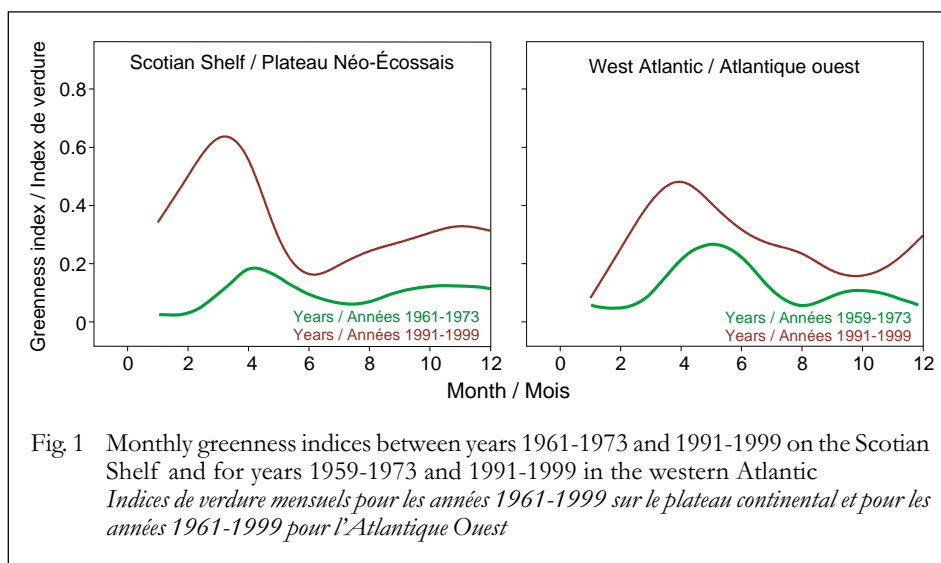 Scotian Shelf / Plateau Néo-Écossais
West Atlantic / Atlantique ouest
Greenness index / Index de verdure
0.8
0.6
0.4
0.2
0
Years / Années 1961-1973
Years / Années 1991-1999
Years / Années 1959-1973
Years / Années 1991-1999
0 2 4 6 8 10 12
0 2 4 6 8 10 12
Month / Mois
Fig. 1 Monthly greenness indices between years 1961-1973 and 1991-1999 on the Scotian
Shelf and for years 1959-1973 and 1991-1999 in the western Atlantic
Indices de verdure mensuels pour les années 1961-1999 sur le plateau continental et pour les
années 1961-1999 pour l'Atlantique Ouest